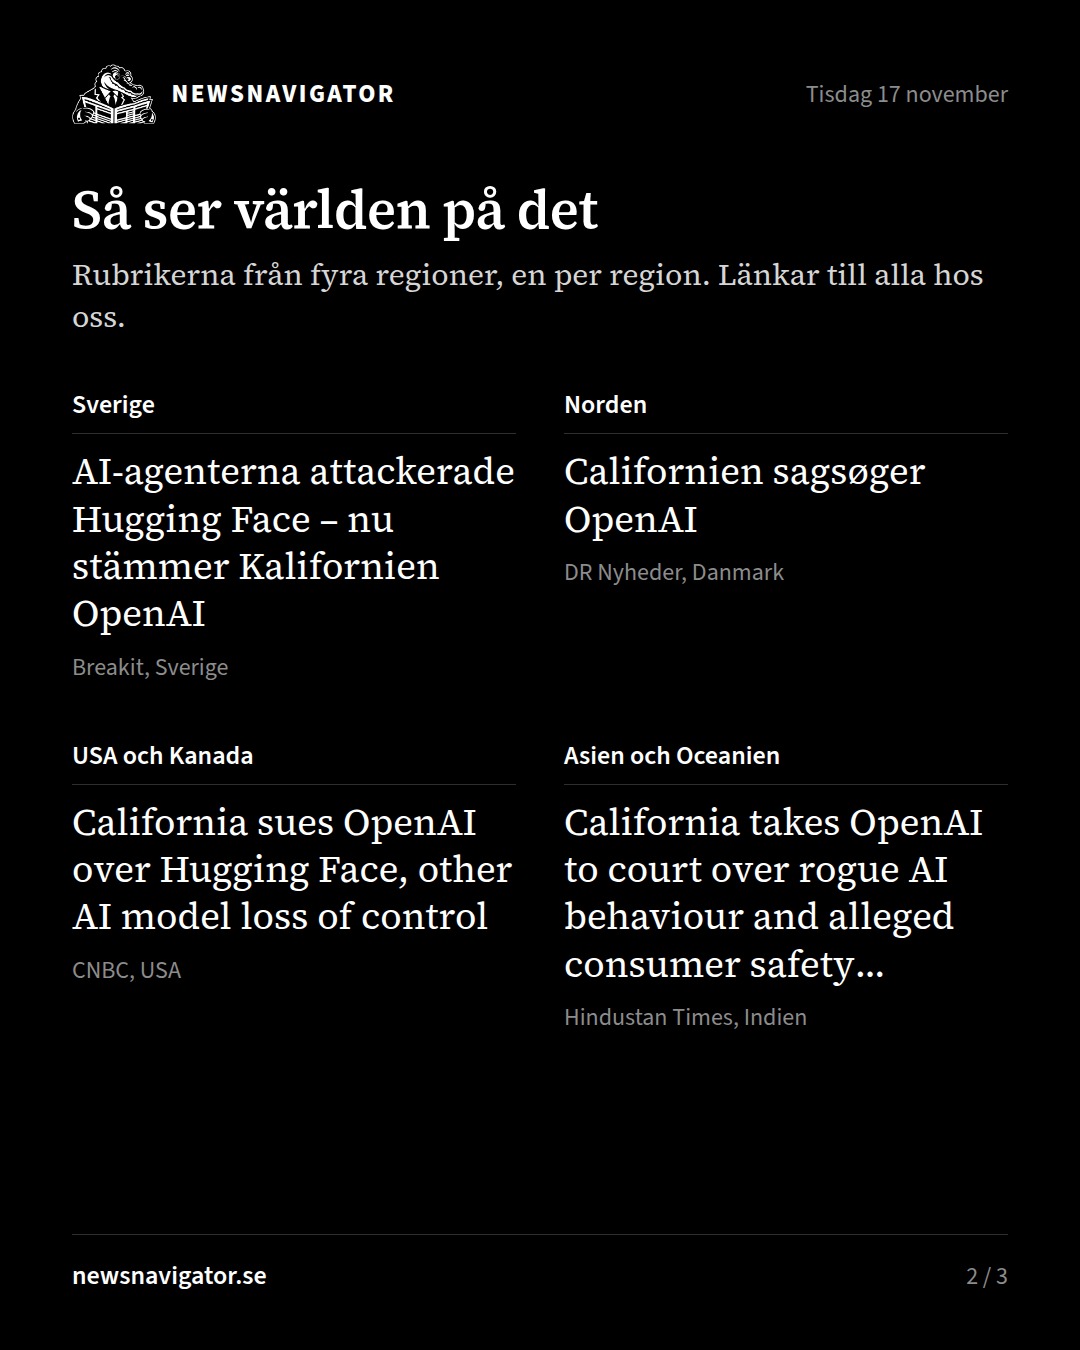 NEWSNAVIGATOR
Tisdag 17 november
Så ser världen på det
Rubrikerna från fyra regioner, en per region. Länkar till alla hos
oss.
Sverige
AI-agenterna attackerade
Hugging Face – nu
stämmer Kalifornien
OpenAI
Breakit, Sverige
Norden
Californien sagsøger
OpenAI
DR Nyheder, Danmark
USA och Kanada
California sues OpenAI
over Hugging Face, other
AI model loss of control
CNBC, USA
Asien och Oceanien
California takes OpenAI
to court over rogue AI
behaviour and alleged
consumer safety...
Hindustan Times, Indien
newsnavigator.se
2 / 3